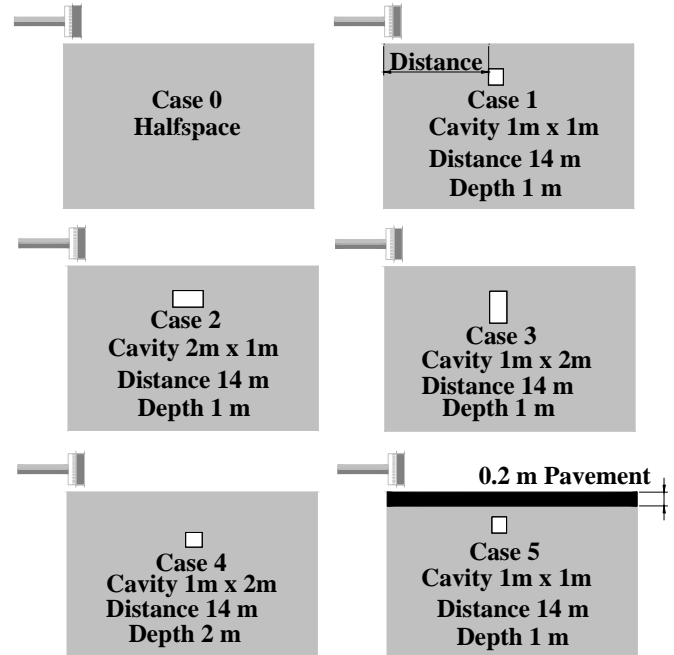 Case 0
Halfspace
Distance
Case 1
Cavity 1m x 1m
Distance 14 m
Depth 1 m
Case 2
Cavity 2m x 1m
Distance 14 m
Depth 1 m
Case 3
Cavity 1m x 2m
Distance 14 m
Depth 1 m
Case 4
Cavity 1m x 2m
Distance 14 m
Depth 2 m
0.2 m Pavement
Case 5
Cavity 1m x 1m
Distance 14 m
Depth 1 m